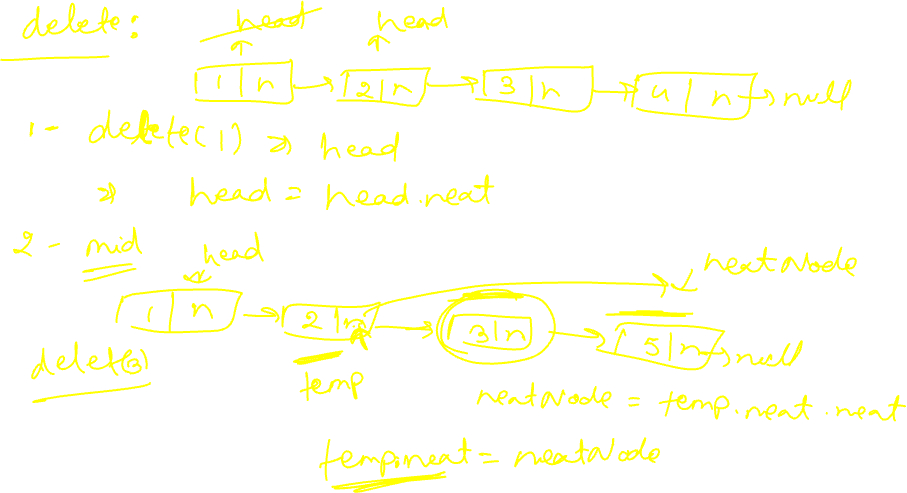 delete: head head
1|n 2|n 3|n 4|n null
1- delete(1) => head
=> head = head.next
2- mid head nextNode
1|n 2|n 3|n 5|n null
delet(3) temp
nextNode = temp.next.next
temp.next = nextNode